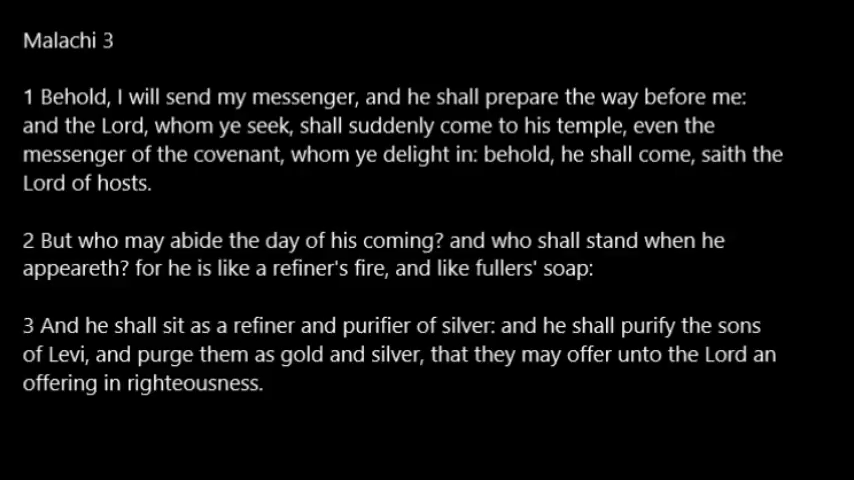 Malachi 3
1 Behold, I will send my messenger, and he shall prepare the way before me:
and the Lord, whom ye seek, shall suddenly come to his temple, even the
messenger of the covenant, whom ye delight in: behold, he shall come, saith the
Lord of hosts.
2 But who may abide the day of his coming? and who shall stand when he
appeareth? for he is like a refiner's fire, and like fullers' soap:
3 And he shall sit as a refiner and purifier of silver: and he shall purify the sons
of Levi, and purge them as gold and silver, that they may offer unto the Lord an
offering in righteousness.